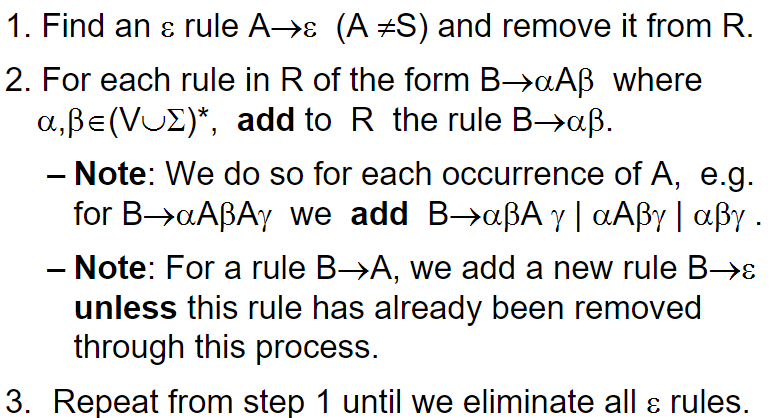 1. Find an ε rule A→ε (A ≠S) and remove it from R.
2. For each rule in R of the form B→αAβ where
α,β∈(V∪Σ)*, add to R the rule B→αβ.
– Note: We do so for each occurrence of A, e.g.
for B→αAβAγ we add B→αβA γ | αAβγ | αβγ .
– Note: For a rule B→A, we add a new rule B→ε
unless this rule has already been removed
through this process.
3. Repeat from step 1 until we eliminate all ε rules.